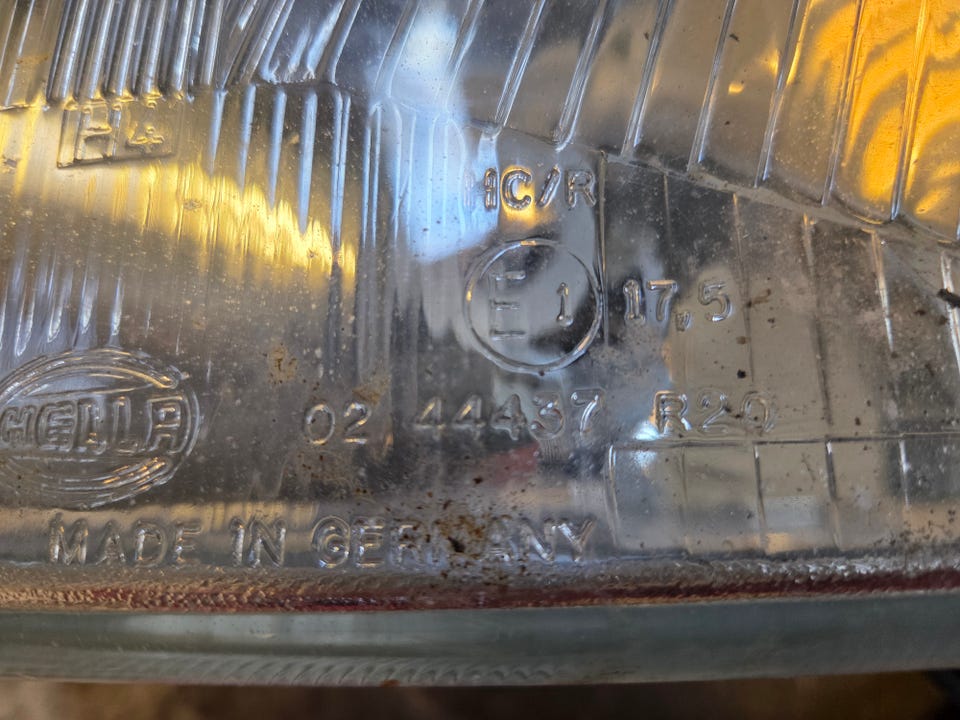 H4
HC/R
E 1 17,5
HELLA
02 44437 R20
MADE IN GERMANY